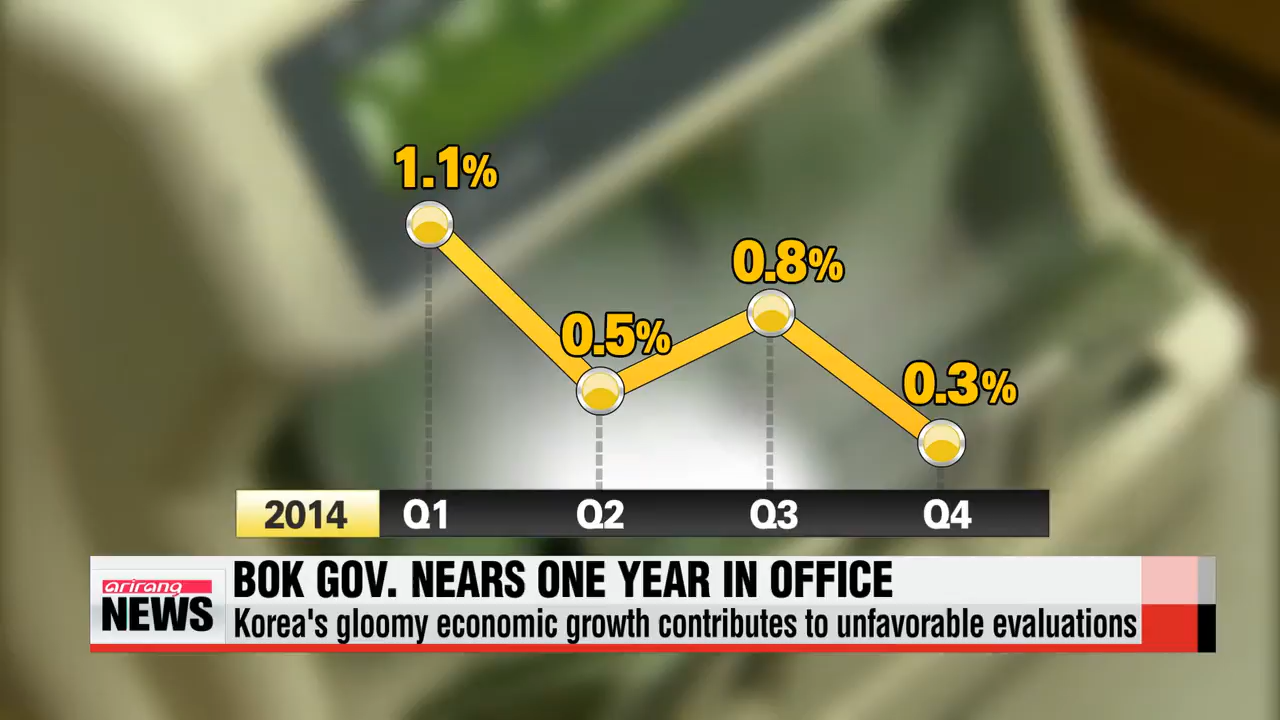 1.1%
0.8%
0.5%
0.3%
2014 Q1 Q2 Q3 Q4
arirang
NEWS
BOK GOV. NEARS ONE YEAR IN OFFICE
Korea's gloomy economic growth contributes to unfavorable evaluations